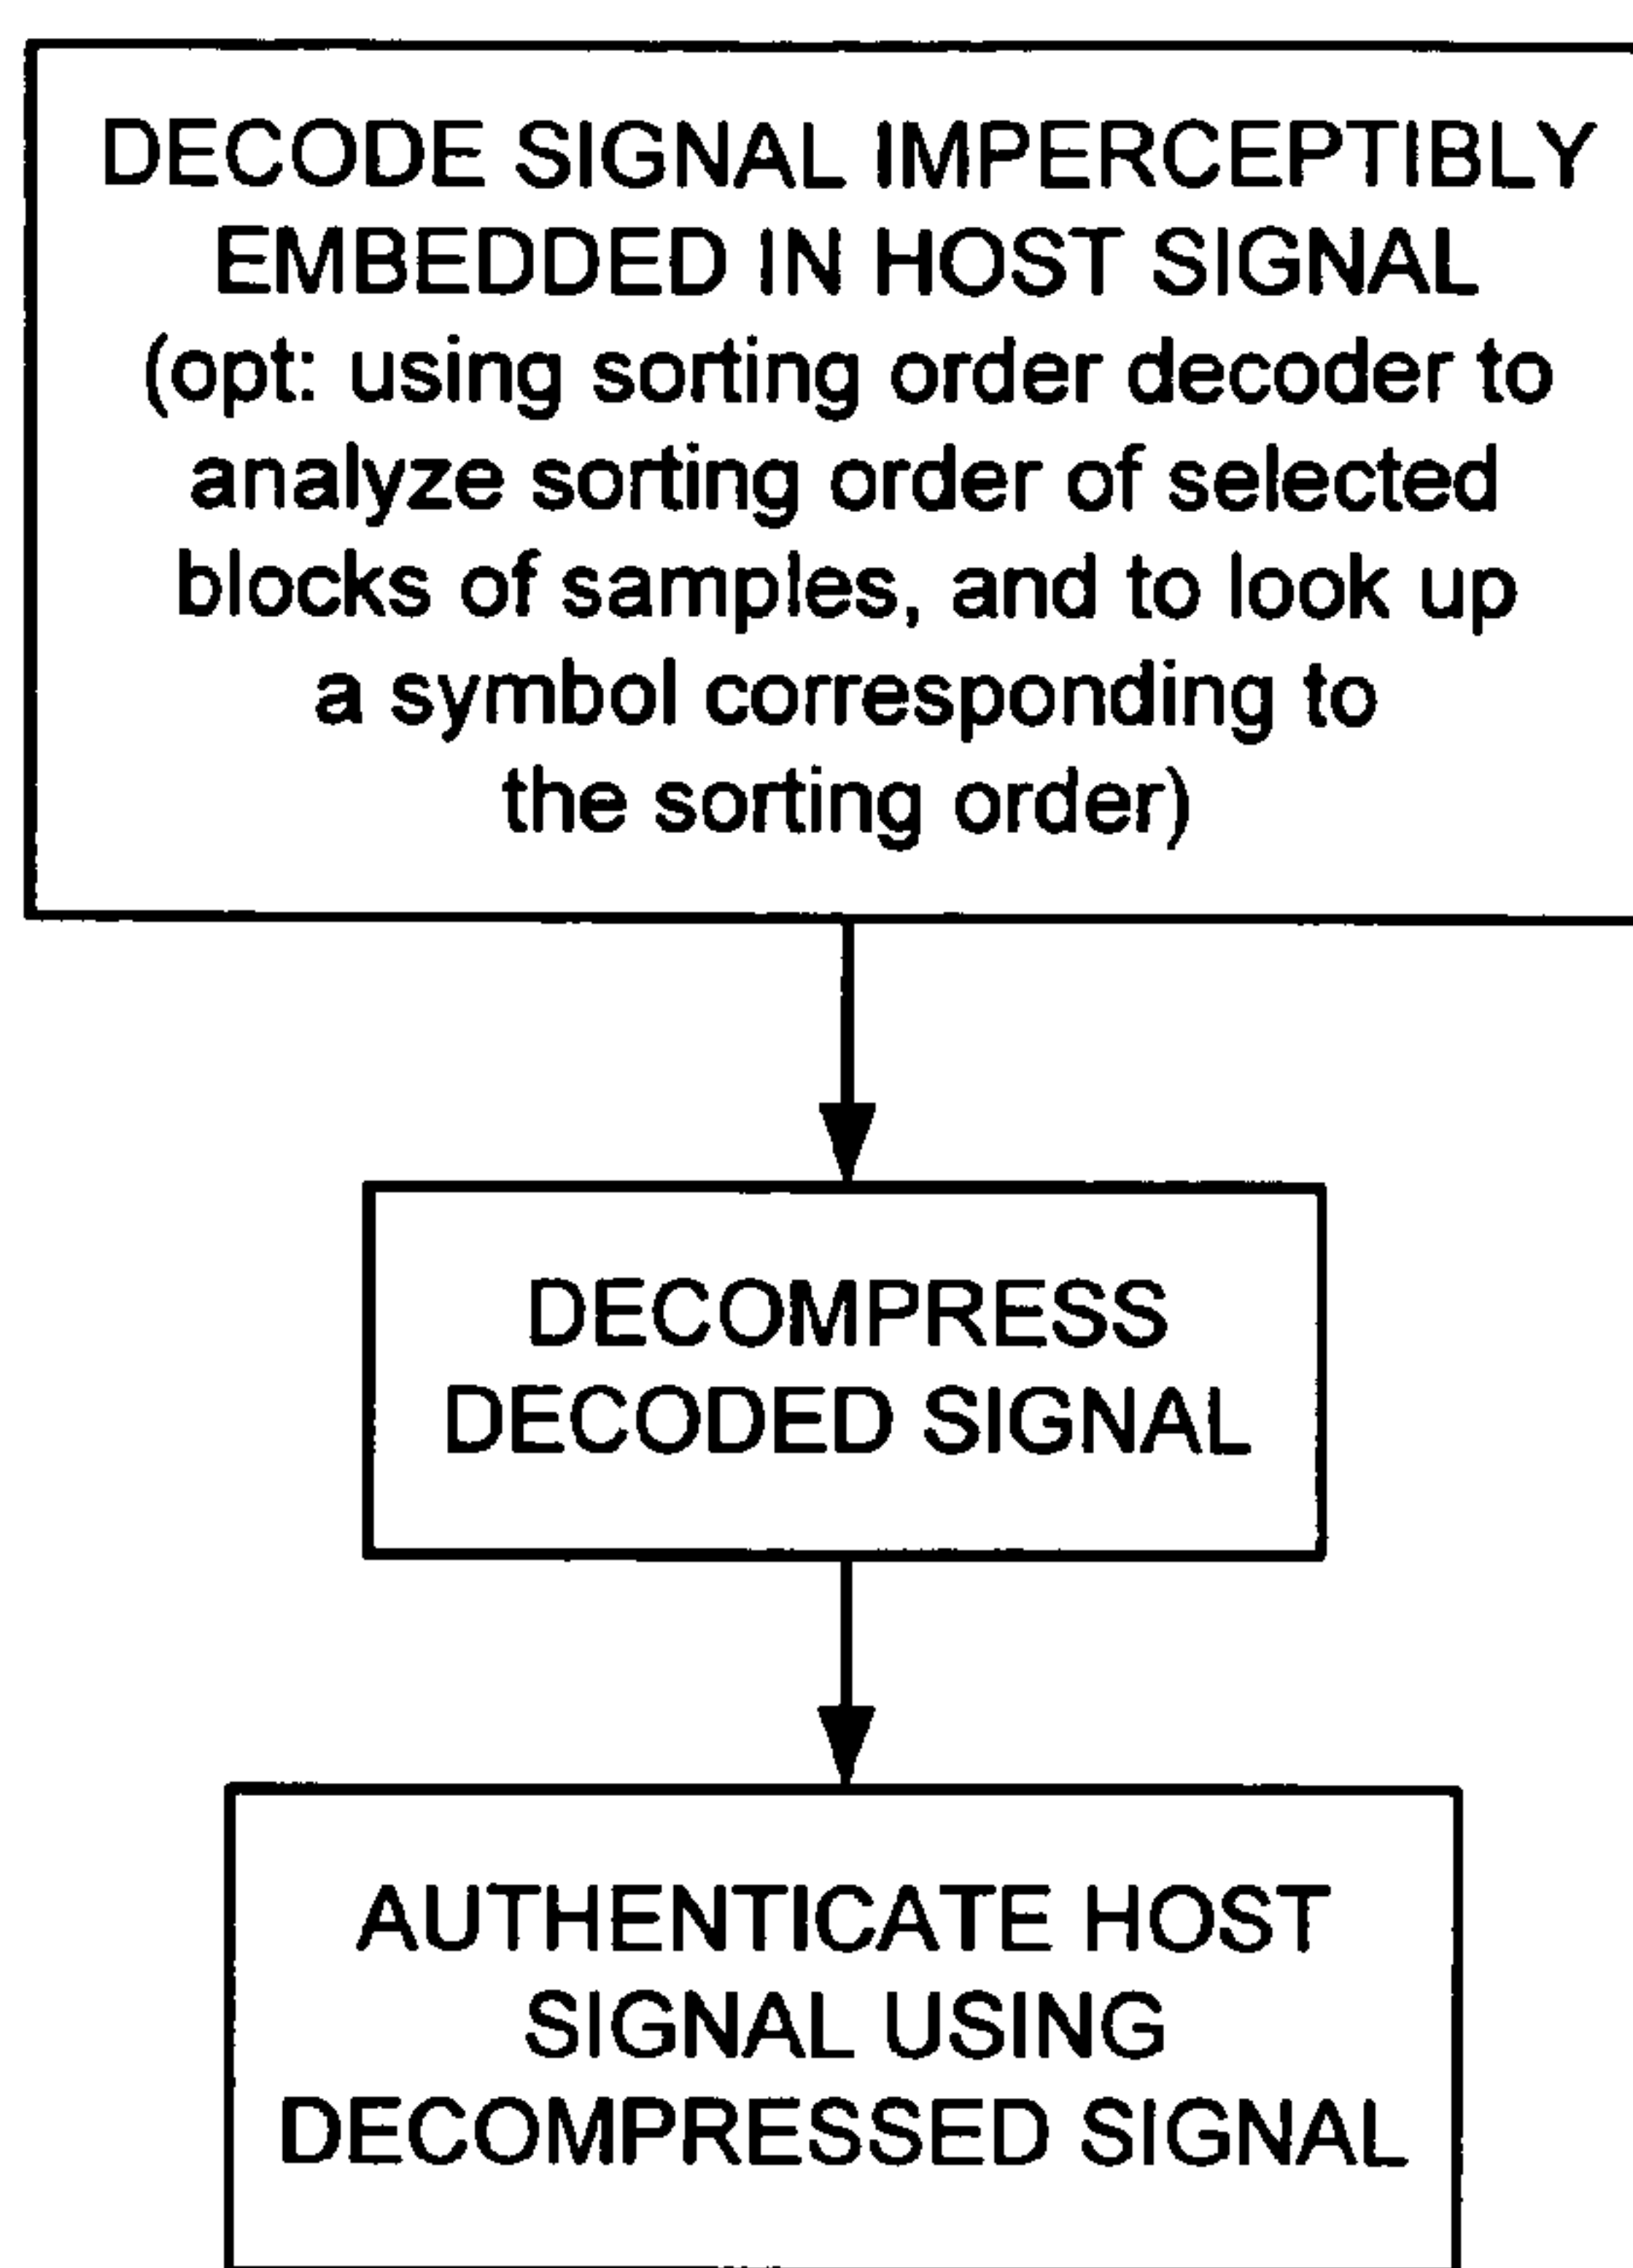 DECODE SIGNAL IMPERCEPTIBLY
EMBEDDED IN HOST SIGNAL
(opt: using sorting order decoder to
analyze sorting order of selected
blocks of samples, and to look up
a symbol corresponding to
the sorting order)
DECOMPRESS
DECODED SIGNAL
AUTHENTICATE HOST
SIGNAL USING
DECOMPRESSED SIGNAL